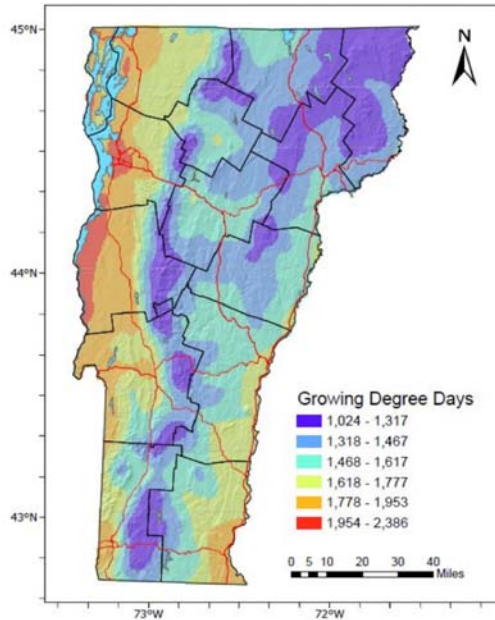 45°N
N
44°N
Growing Degree Days
1,024 - 1,317
1,318 - 1,467
1,468 - 1,617
1,618 - 1,777
1,778 - 1,953
1,954 - 2,386
43°N
0 5 10 20 30 40
Miles
73°W 72°W